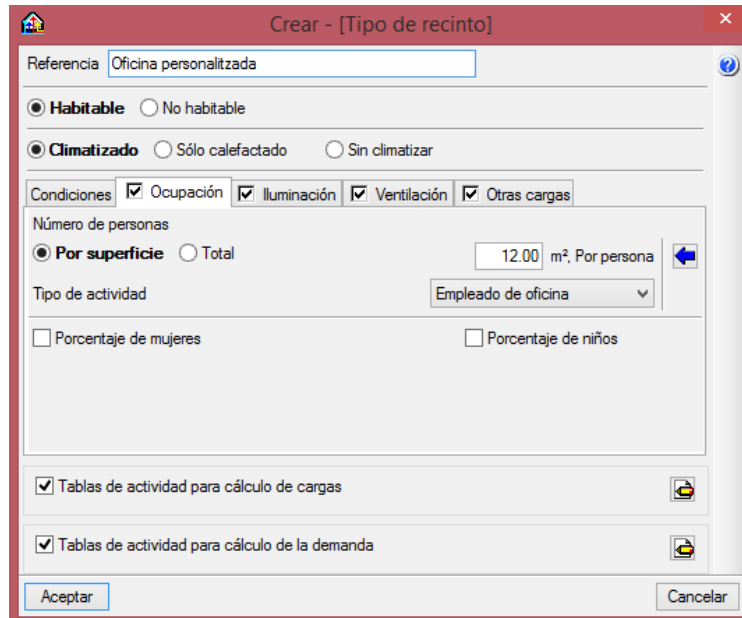 Crear - [Tipo de recinto]
Referencia Oficina personalitzada
Habitable No habitable
Climatizado Sólo calefactado Sin climatizar
Condiciones Ocupación Iluminación Ventilación Otras cargas
Número de personas
Por superficie Total 12.00 m², Por persona
Tipo de actividad Empleado de oficina
Porcentaje de mujeres Porcentaje de niños
Tablas de actividad para cálculo de cargas
Tablas de actividad para cálculo de la demanda
Aceptar Cancelar